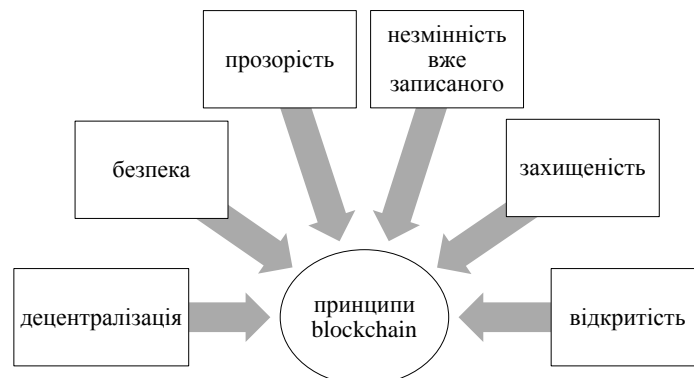 прозорість
незмінність
вже
записаного
безпека
захищеність
децентралізація
принципи
blockchain
відкритість